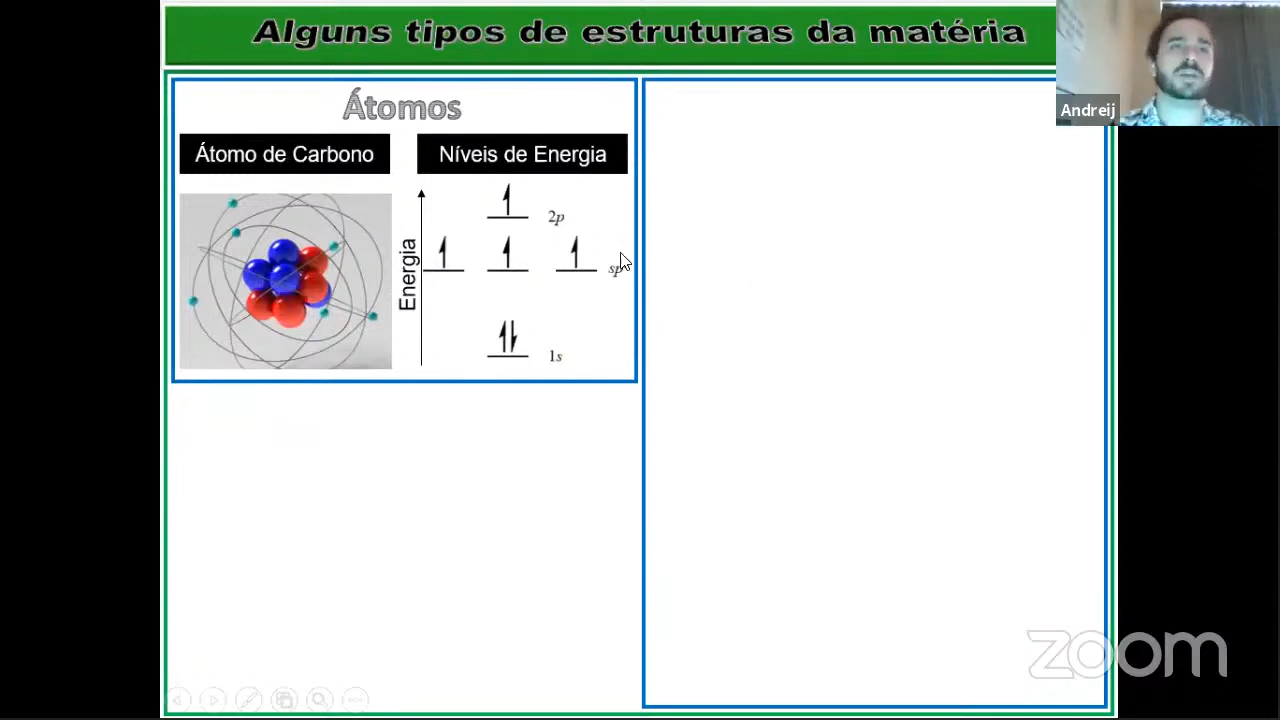 Alguns tipos de estruturas da matéria
Andreij
Átomos
Átomo de Carbono
Níveis de Energia
Energia
2p
1s
zoom